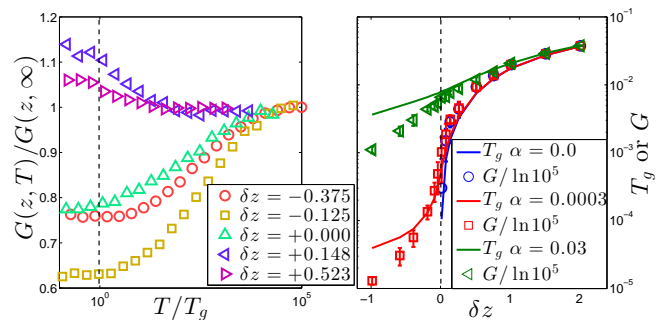 1.2
1.1
1
0.9
0.8
0.7
0.6
G(z, T)/G(z, ∞)
10^0
10^5
T/T_g
δz = −0.375
δz = −0.125
δz = +0.000
δz = +0.148
δz = +0.523
10^−1
10^−2
10^−3
10^−4
10^−5
T_g or G
-1
0
1
2
δz
T_g α = 0.0
G/ ln10^5
T_g α = 0.0003
G/ ln10^5
T_g α = 0.03
G/ ln10^5